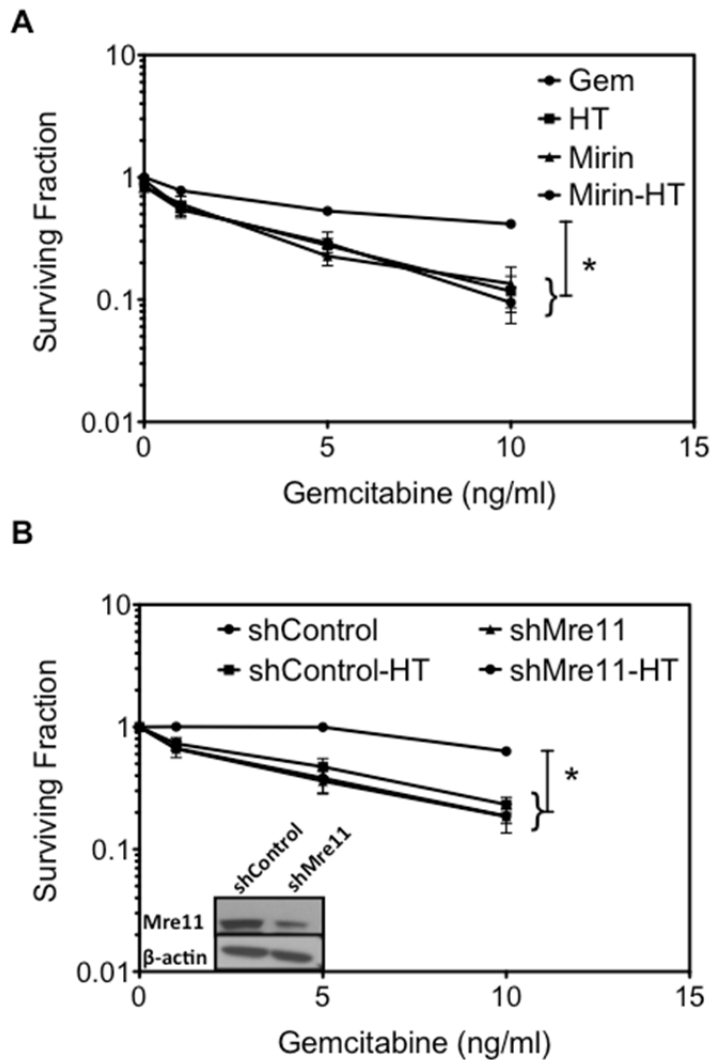 A
10
1
0.1
0.01
Surviving Fraction
Gem
HT
Mirin
Mirin-HT
*
}
0 5 10 15
Gemcitabine (ng/ml)
B
10
1
0.1
0.01
Surviving Fraction
shControl shMre11
shControl-HT shMre11-HT
*
}
shControl shMre11
Mre11
β-actin
0 5 10 15
Gemcitabine (ng/ml)